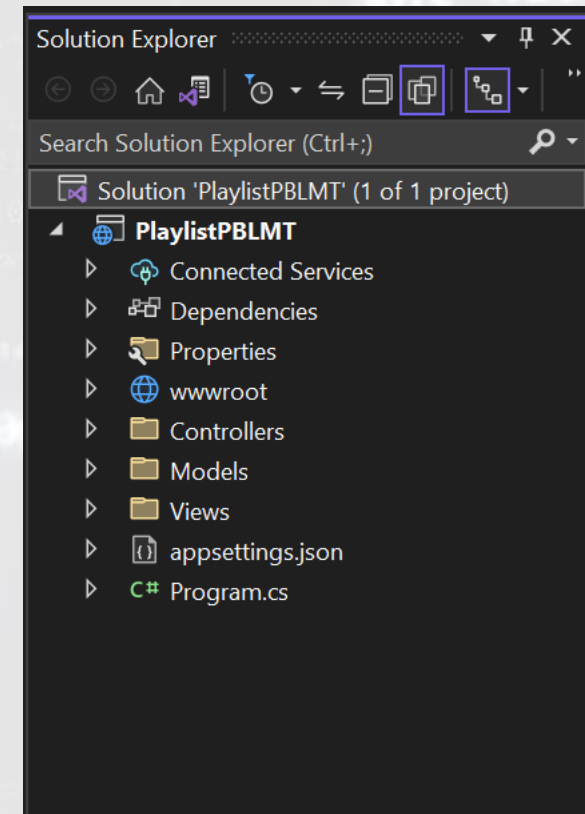 Solution Explorer
Search Solution Explorer (Ctrl+;)
Solution 'PlaylistPBLMT' (1 of 1 project)
PlaylistPBLMT
Connected Services
Dependencies
Properties
wwwroot
Controllers
Models
Views
appsettings.json
C# Program.cs